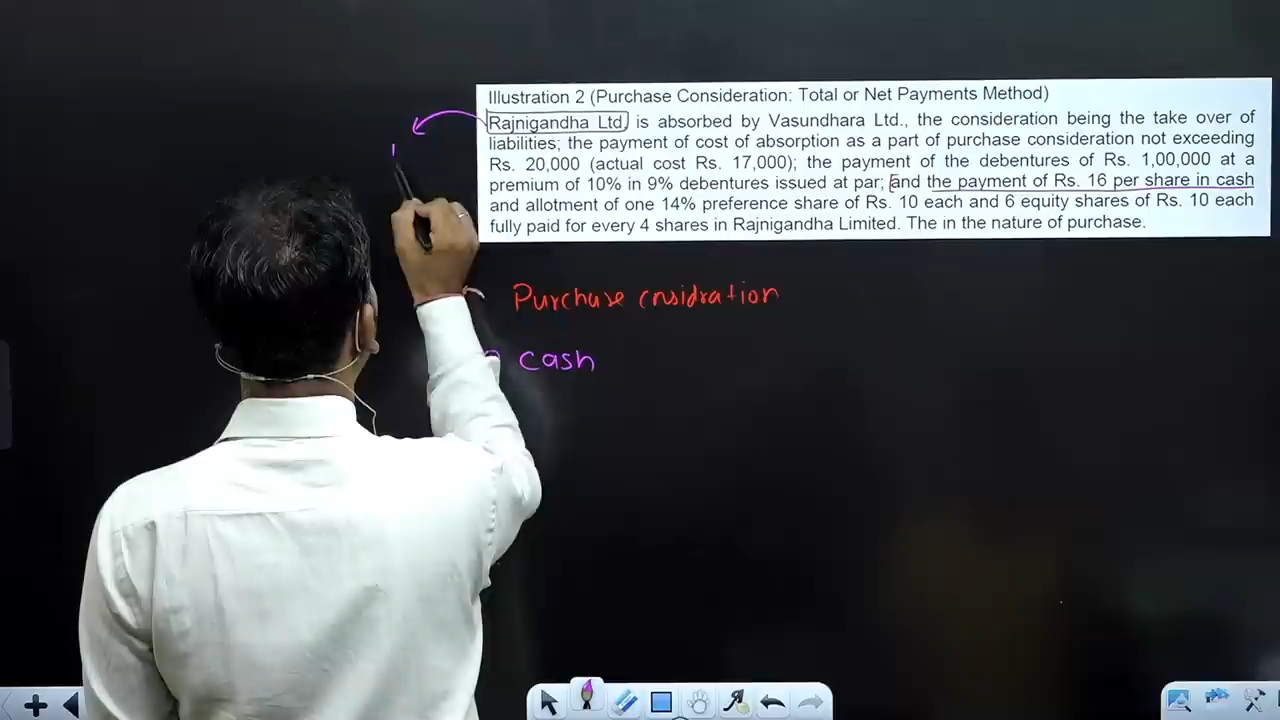 Illustration 2 (Purchase Consideration: Total or Net Payments Method)
Rajnigandha Ltd. is absorbed by Vasundhara Ltd., the consideration being the take over of
liabilities; the payment of cost of absorption as a part of purchase consideration not exceeding
Rs. 20,000 (actual cost Rs. 17,000); the payment of the debentures of Rs. 1,00,000 at a
premium of 10% in 9% debentures issued at par; and the payment of Rs. 16 per share in cash
and allotment of one 14% preference share of Rs. 10 each and 6 equity shares of Rs. 10 each
fully paid for every 4 shares in Rajnigandha Limited. The in the nature of purchase.
Purchase cnsidration
cash